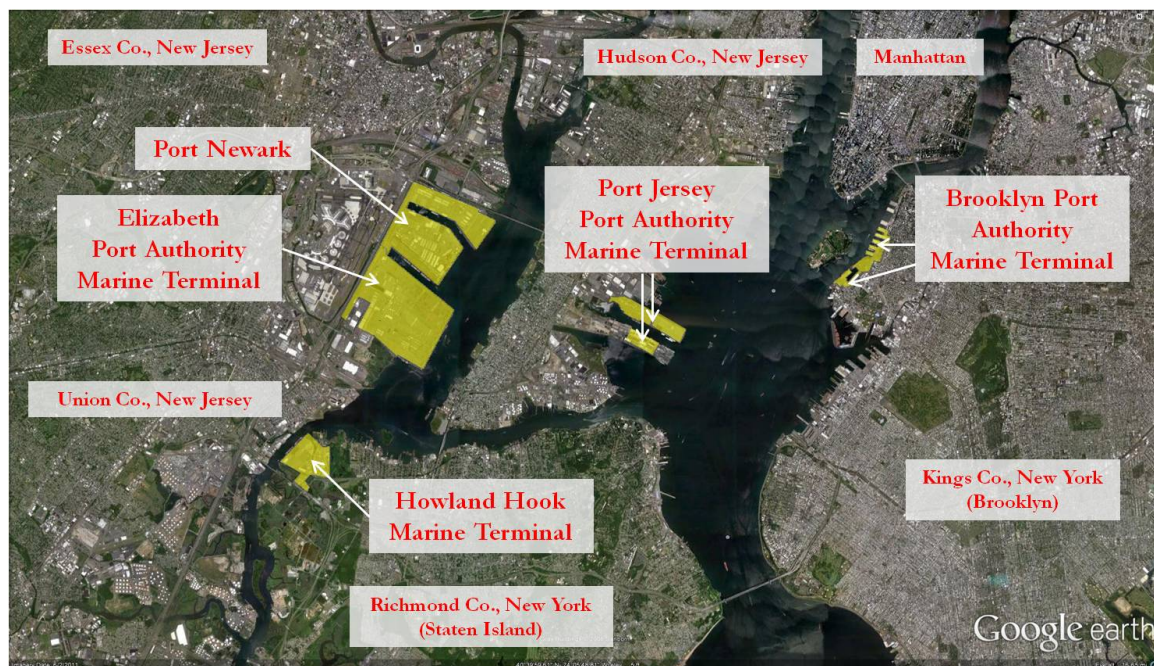 Essex Co., New Jersey
Hudson Co., New Jersey
Manhattan
Port Newark
Elizabeth
Port Authority
Marine Terminal
Port Jersey
Port Authority
Marine Terminal
Brooklyn Port
Authority
Marine Terminal
Union Co., New Jersey
Howland Hook
Marine Terminal
Kings Co., New York
(Brooklyn)
Richmond Co., New York
(Staten Island)
Google earth